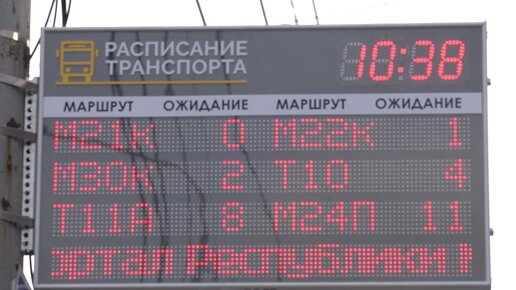 РАСПИСАНИЕ
ТРАНСПОРТА
10:38
МАРШРУТ ОЖИДАНИЕ МАРШРУТ ОЖИДАНИЕ
М21К 0 М22К 1
М30К 2 Т10 4
Т11А 8 М24П 11
ортал Республики